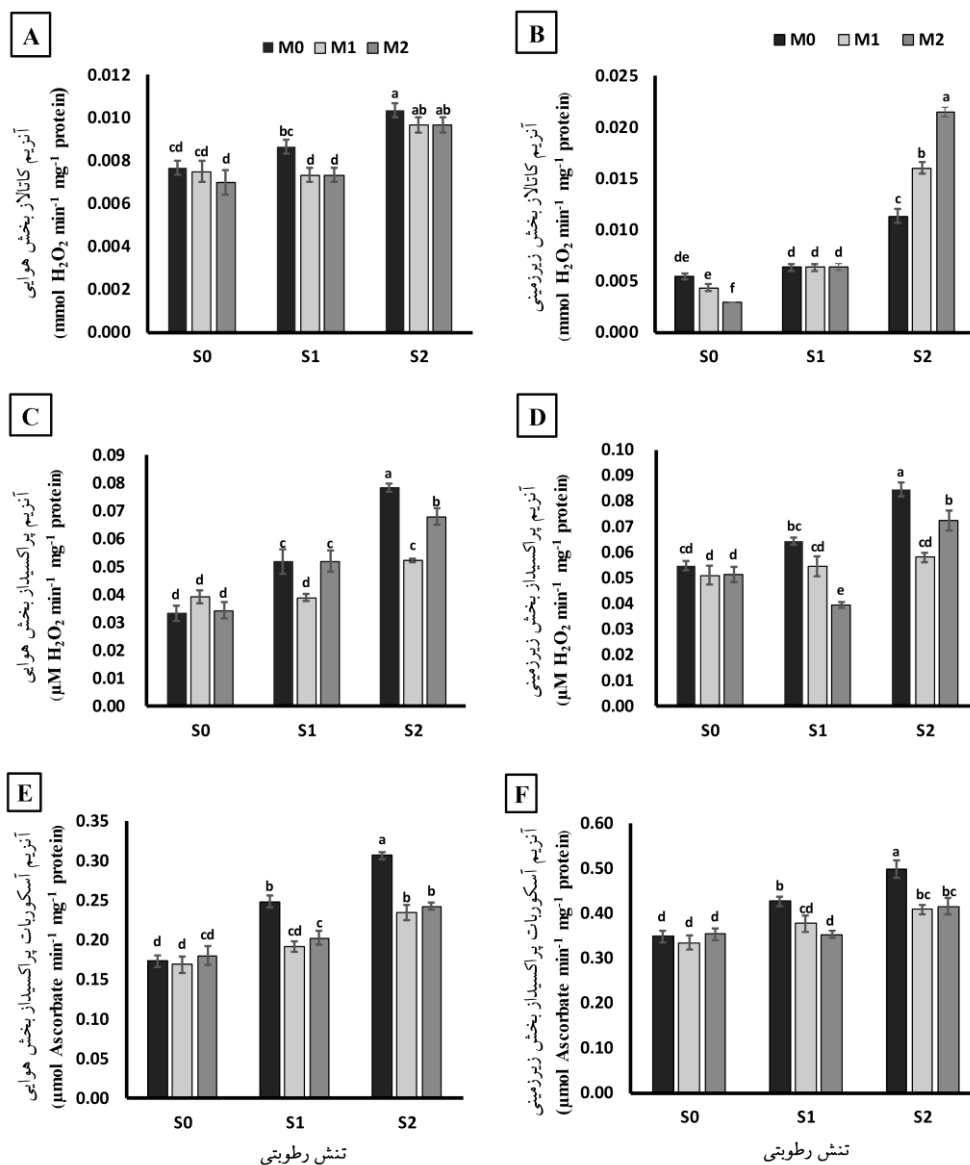 A
M0 M1 M2
آنزیم کاتالاز بخش هوایی
(mmol H₂O₂ min⁻¹ mg⁻¹ protein)
0.012
0.010
0.008
0.006
0.004
0.002
0.000
cd cd d
bc d d
a ab ab
S0 S1 S2
B
M0 M1 M2
آنزیم کاتالاز بخش زیرزمینی
(mmol H₂O₂ min⁻¹ mg⁻¹ protein)
0.025
0.020
0.015
0.010
0.005
0.000
de e f
d d d
c b a
S0 S1 S2
C
آنزیم پراکسیداز بخش هوایی
(µM H₂O₂ min⁻¹ mg⁻¹ protein)
0.09
0.08
0.07
0.06
0.05
0.04
0.03
0.02
0.01
0.00
d d d
c d c
a c b
S0 S1 S2
D
آنزیم پراکسیداز بخش زیرزمینی
(µM H₂O₂ min⁻¹ mg⁻¹ protein)
0.10
0.09
0.08
0.07
0.06
0.05
0.04
0.03
0.02
0.01
0.00
cd d d
bc cd e
a cd b
S0 S1 S2
E
آنزیم آسکوربات پراکسیداز بخش هوایی
(µmol Ascorbate min⁻¹ mg⁻¹ protein)
0.35
0.30
0.25
0.20
0.15
0.10
0.05
0.00
d d cd
b cd c
a b b
S0 S1 S2
تنش رطوبتی
F
آنزیم آسکوربات پراکسیداز بخش زیرزمینی
(µmol Ascorbate min⁻¹ mg⁻¹ protein)
0.60
0.50
0.40
0.30
0.20
0.10
0.00
d d d
b cd d
a bc bc
S0 S1 S2
تنش رطوبتی